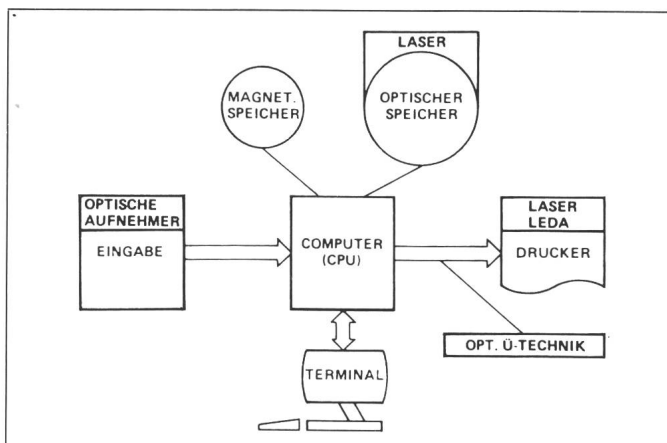 LASER
MAGNET.
SPEICHER
OPTISCHER
SPEICHER
OPTISCHE
AUFNEHMER
EINGABE
COMPUTER
(CPU)
LASER
LEDA
DRUCKER
OPT. Ü-TECHNIK
TERMINAL